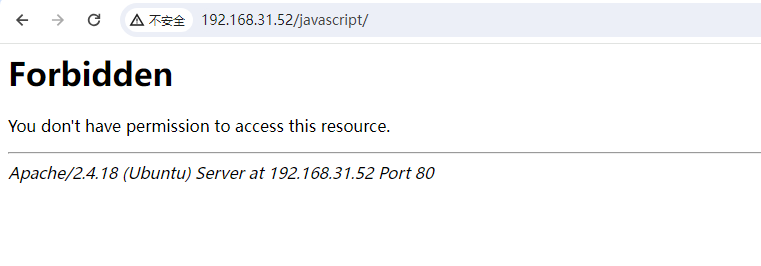 不安全 192.168.31.52/javascript/
Forbidden
You don't have permission to access this resource.
Apache/2.4.18 (Ubuntu) Server at 192.168.31.52 Port 80